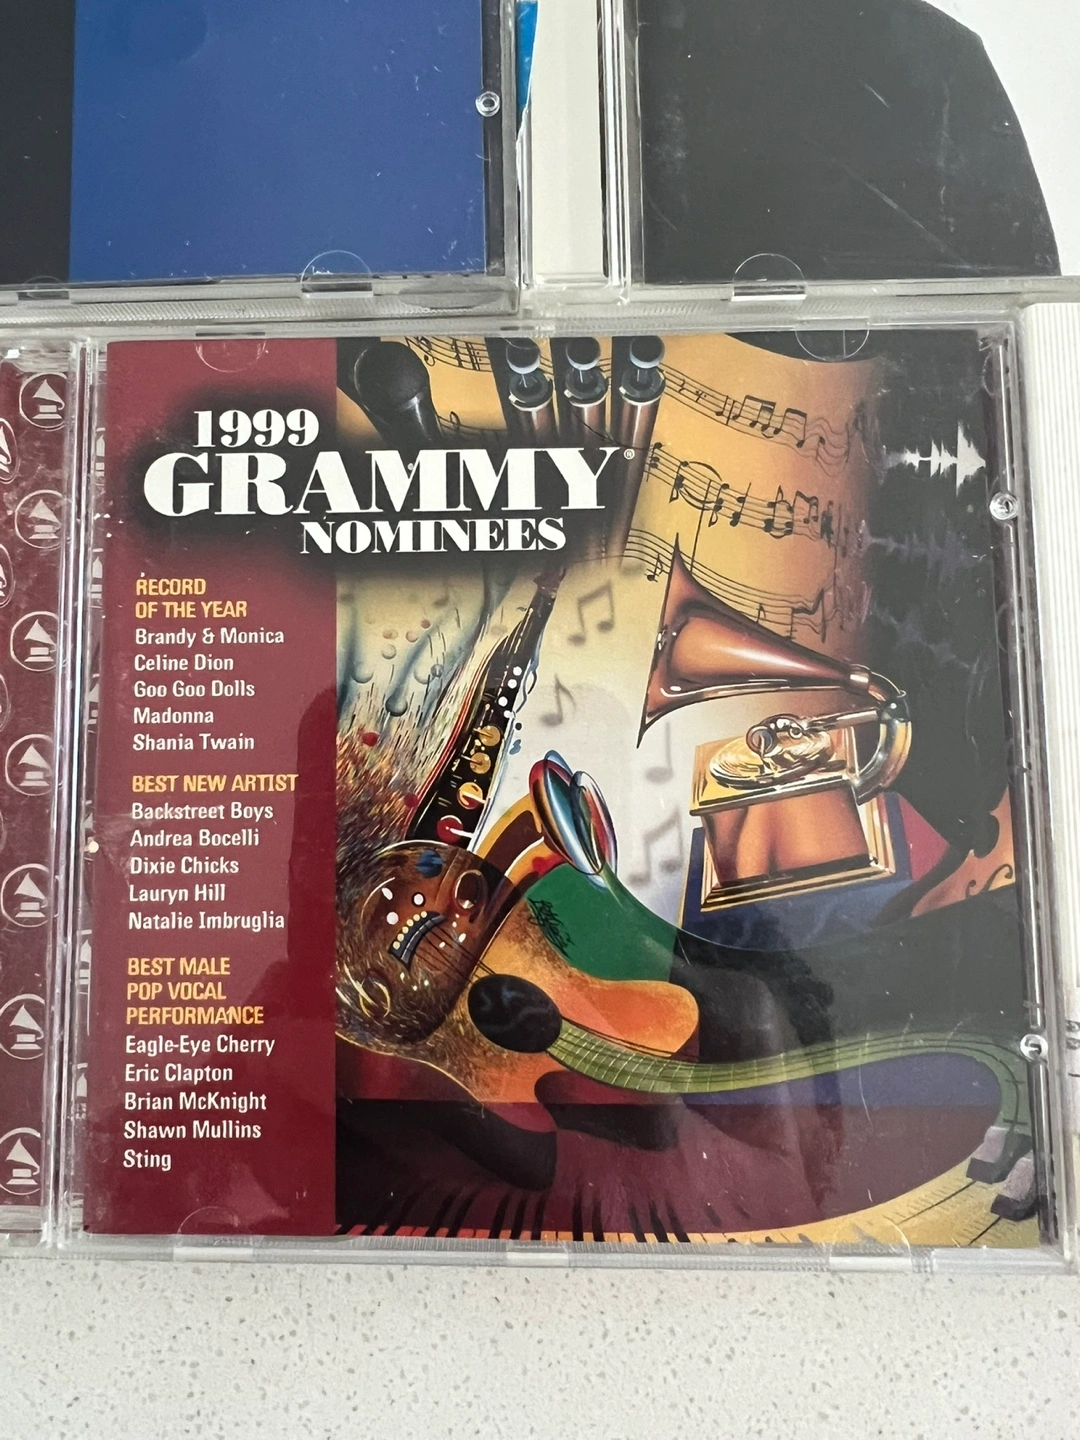 1999
GRAMMY®
NOMINEES
RECORD
OF THE YEAR
Brandy & Monica
Celine Dion
Goo Goo Dolls
Madonna
Shania Twain
BEST NEW ARTIST
Backstreet Boys
Andrea Bocelli
Dixie Chicks
Lauryn Hill
Natalie Imbruglia
BEST MALE
POP VOCAL
PERFORMANCE
Eagle-Eye Cherry
Eric Clapton
Brian McKnight
Shawn Mullins
Sting